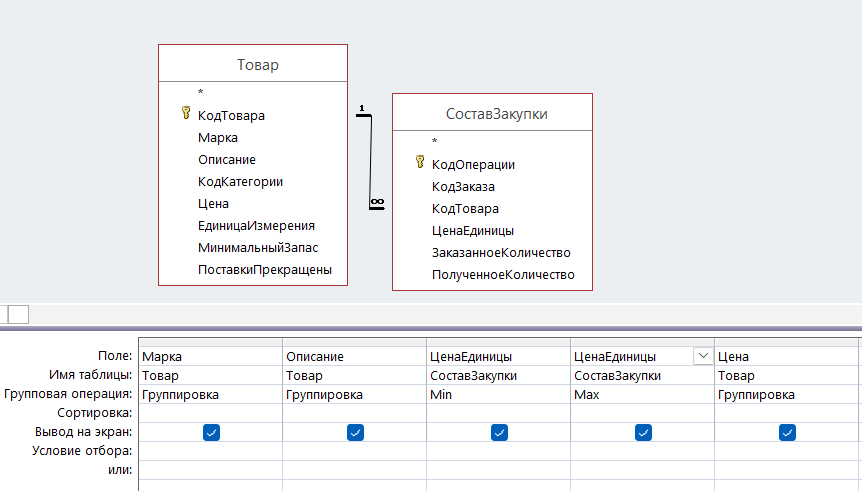 Товар
*
КодТовара
Марка
Описание
КодКатегории
Цена
ЕдиницаИзмерения
МинимальныйЗапас
ПоставкиПрекращены
1
∞
СоставЗакупки
*
КодОперации
КодЗаказа
КодТовара
ЦенаЕдиницы
ЗаказанноеКоличество
ПолученноеКоличество
Поле: Марка Описание ЦенаЕдиницы ЦенаЕдиницы Цена
Имя таблицы: Товар Товар СоставЗакупки СоставЗакупки Товар
Групповая операция: Группировка Группировка Min Max Группировка
Сортировка:
Вывод на экран:
Условие отбора:
или: